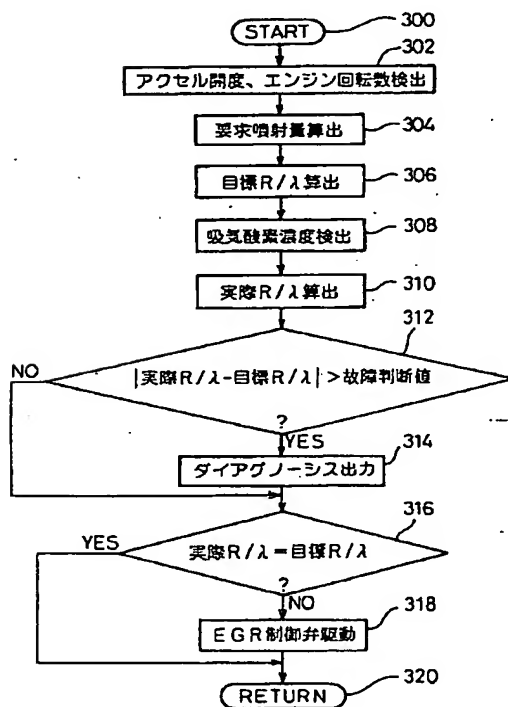 START
300
302
アクセル開度、エンジン回転数検出
304
要求噴射量算出
306
目標R/λ算出
308
吸気酸素濃度検出
310
実際R/λ算出
312
NO
|実際R/λ-目標R/λ|>故障判断値
?
YES
314
ダイアグノーシス出力
316
YES
実際R/λ=目標R/λ
?
NO
318
EGR制御弁駆動
320
RETURN